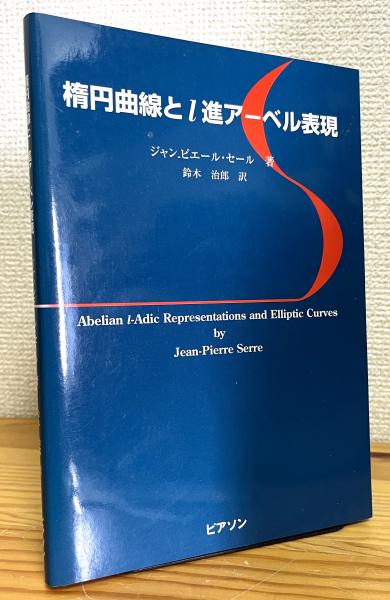 楕円曲線とl進アーベル表現
ジャン.ピエール・セール 著
鈴木 治郎 訳
Abelian l-Adic Representations and Elliptic Curves
by
Jean-Pierre Serre
ピアソン